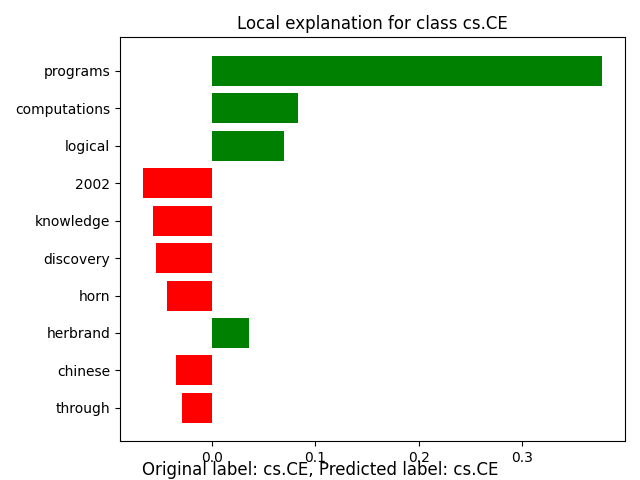 Local explanation for class cs.CE
programs
computations
logical
2002
knowledge
discovery
horn
herbrand
chinese
through
0.0 0.1 0.2 0.3
Original label: cs.CE, Predicted label: cs.CE